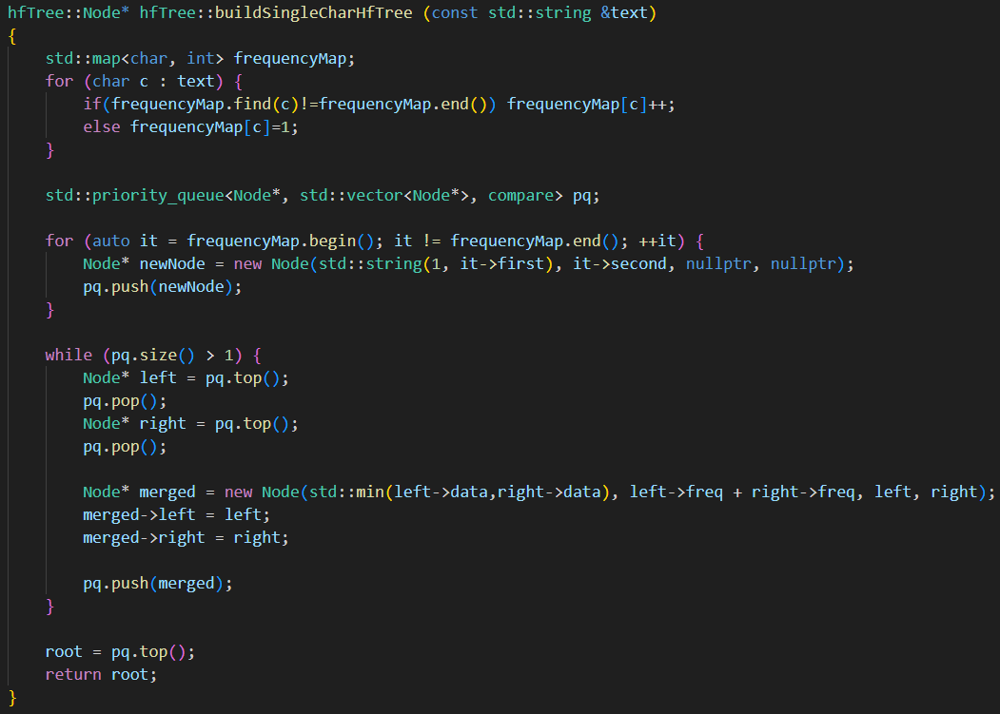 hfTree::Node* hfTree::buildSingleCharHfTree (const std::string &text)
{
    std::map<char, int> frequencyMap;
    for (char c : text) {
        if(frequencyMap.find(c)!=frequencyMap.end()) frequencyMap[c]++;
        else frequencyMap[c]=1;
    }

    std::priority_queue<Node*, std::vector<Node*>, compare> pq;

    for (auto it = frequencyMap.begin(); it != frequencyMap.end(); ++it) {
        Node* newNode = new Node(std::string(1, it->first), it->second, nullptr, nullptr);
        pq.push(newNode);
    }

    while (pq.size() > 1) {
        Node* left = pq.top();
        pq.pop();
        Node* right = pq.top();
        pq.pop();

        Node* merged = new Node(std::min(left->data,right->data), left->freq + right->freq, left, right);
        merged->left = left;
        merged->right = right;

        pq.push(merged);
    }

    root = pq.top();
    return root;
}